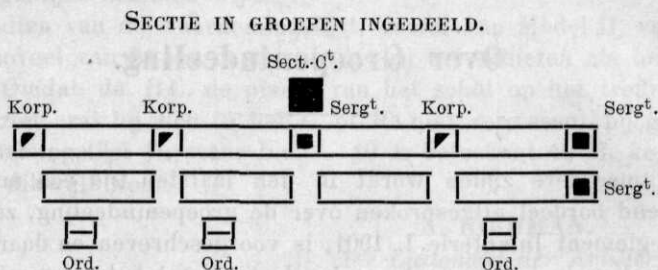 SECTIE IN GROEPEN INGEDEELD.
Sect. Ct.
Korp. Korp. Sergt. Korp. Sergt.
Sergt.
Ord. Ord. Ord.